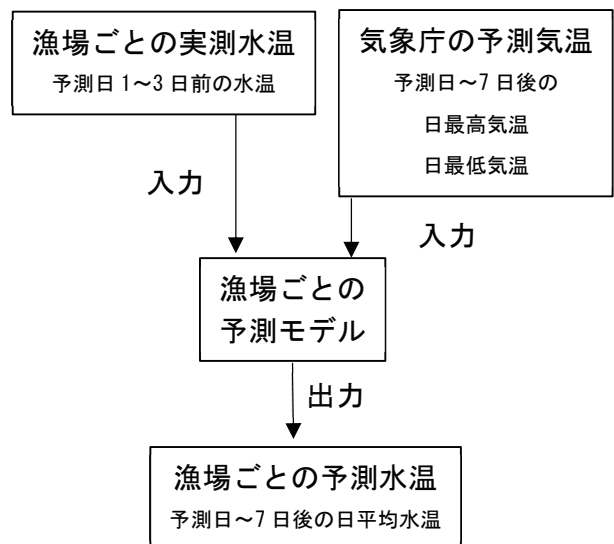 漁場ごとの実測水温
予測日1～3日前の水温
気象庁の予測気温
予測日～7日後の
日最高気温
日最低気温
入力
入力
漁場ごとの
予測モデル
出力
漁場ごとの予測水温
予測日～7日後の日平均水温